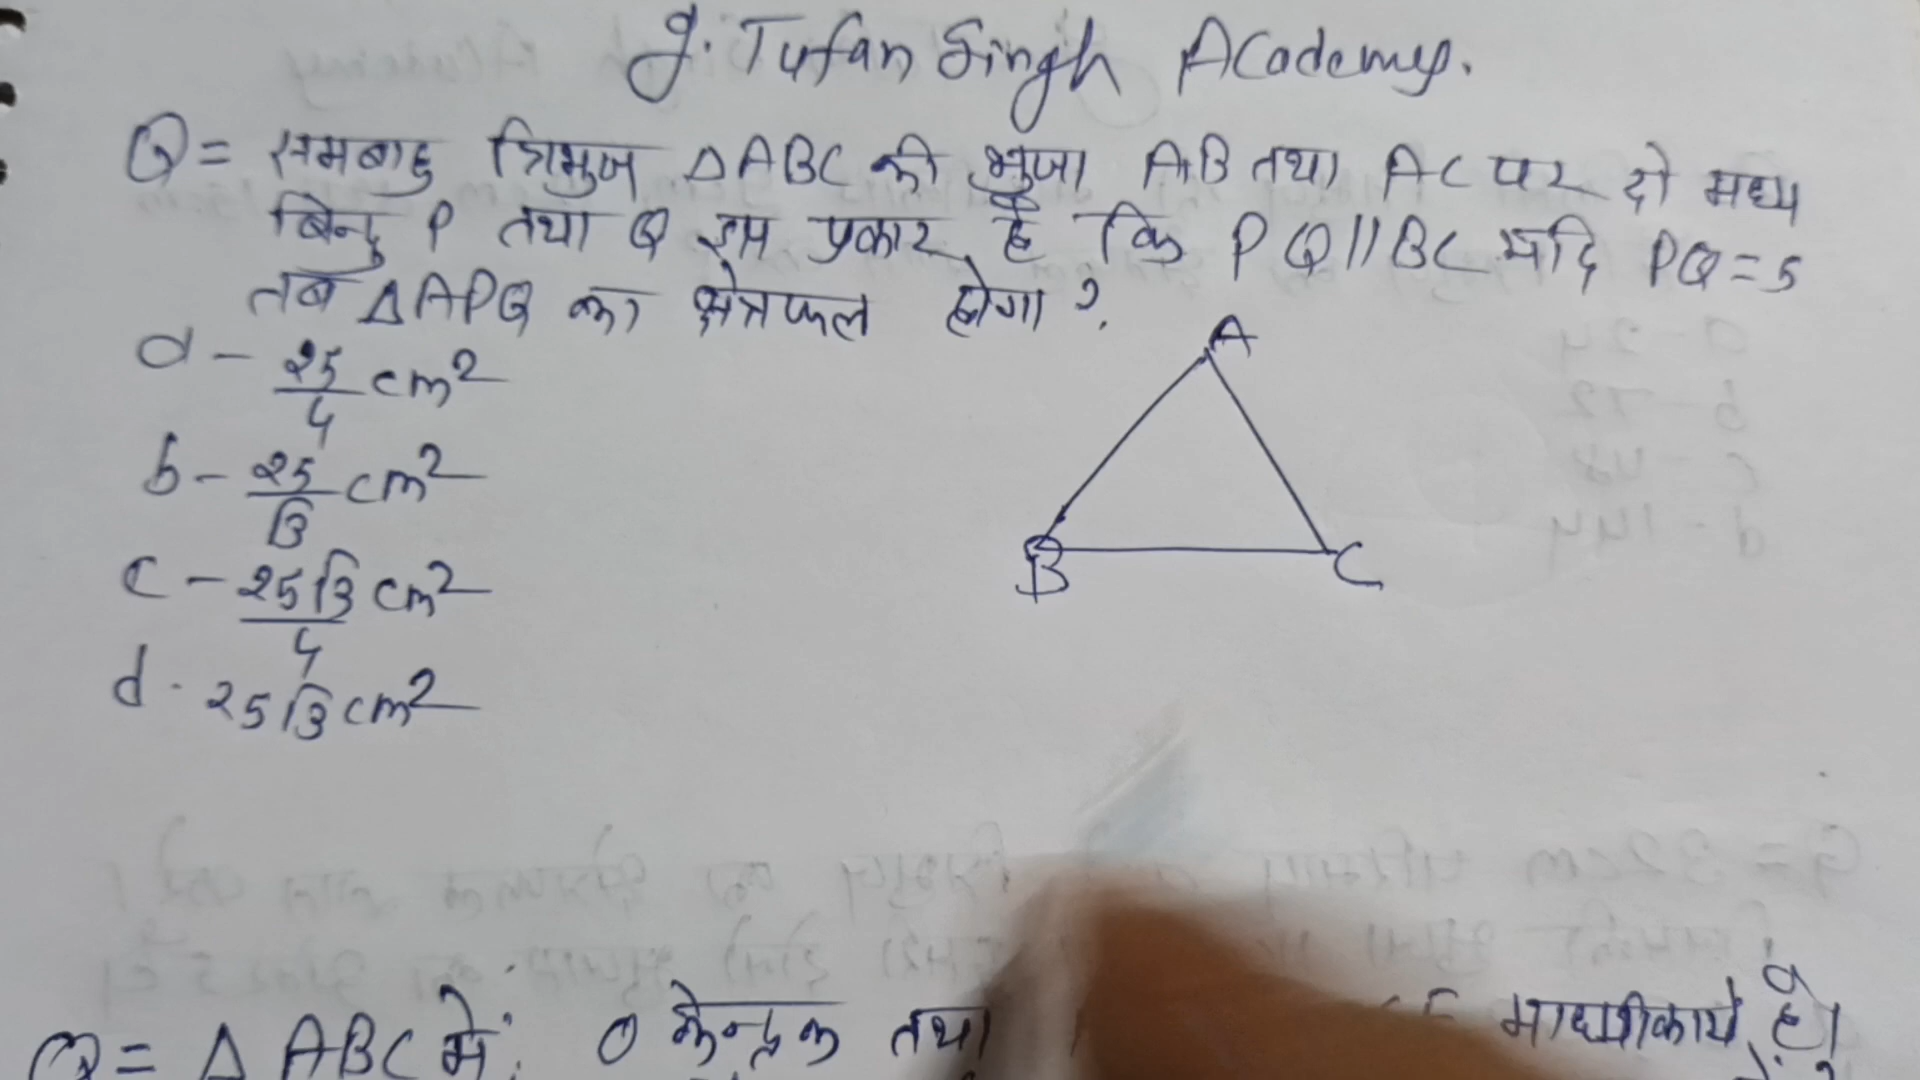 J. Tufan Singh Academy.
Q = समबाहु त्रिभुज △ABC की भुजा AB तथा AC पर दो मध्य
बिन्दु P तथा Q इस प्रकार है कि PQ||BC यदि PQ=5
तब △APQ का क्षेत्रफल होगा?
a - 25/4 cm²
b - 25/√3 cm²
c - 25√3/4 cm²
d - 25√3 cm²
A
B
C
Q = △ ABC में; O केन्द्रक तथा माध्यिकायें है।